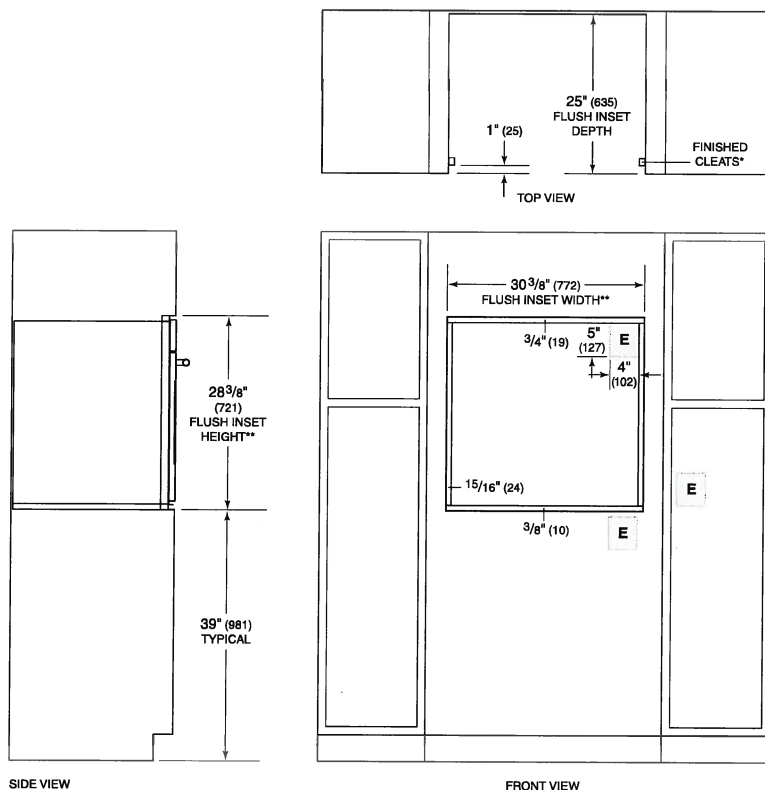 25" (635)
FLUSH INSET
DEPTH
1" (25)
FINISHED
CLEATS*
TOP VIEW
30 3/8" (772)
FLUSH INSET WIDTH**
3/4" (19)
5"
(127)
E
4"
(102)
28 3/8"
(721)
FLUSH INSET
HEIGHT**
15/16" (24)
E
3/8" (10)
E
39" (981)
TYPICAL
SIDE VIEW
FRONT VIEW